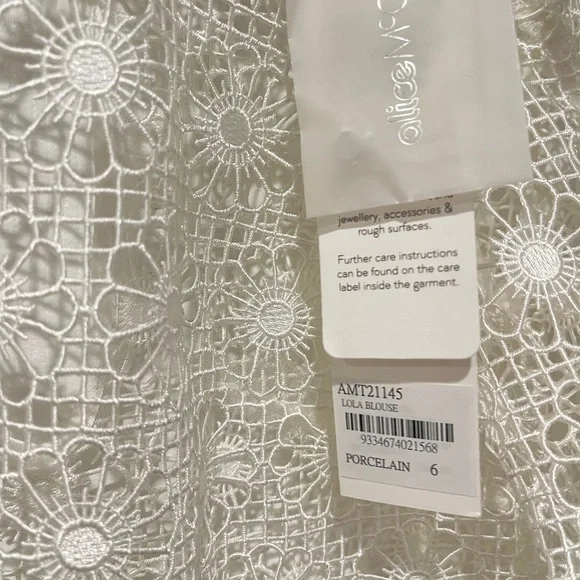 alice McC
jewellery, accessories &
rough surfaces.
Further care instructions
can be found on the care
label inside the garment.
AMT21145
LOLA BLOUSE
9334674021568
PORCELAIN 6